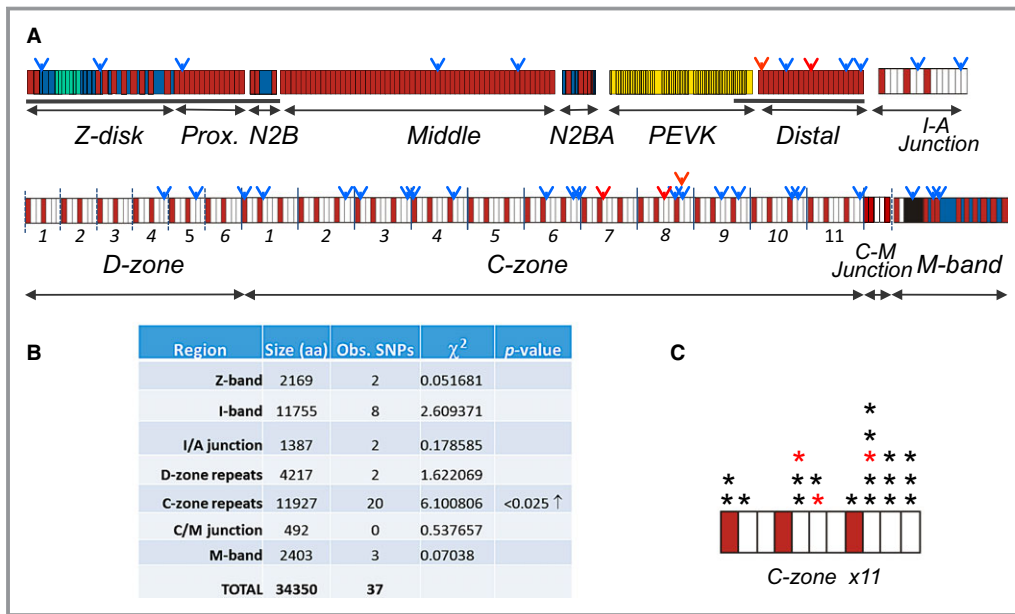 A
Z-disk Prox. N2B Middle N2BA PEVK Distal I-A Junction
1 2 3 4 5 6 1 2 3 4 5 6 7 8 9 10 11
D-zone C-zone C-M Junction M-band
B
Region Size (aa) Obs. SNPs χ2 p-value
Z-band 2169 2 0.051681
I-band 11755 8 2.609371
I/A junction 1387 2 0.178585
D-zone repeats 4217 2 1.622069
C-zone repeats 11927 20 6.100806 <0.025 ↑
C/M junction 492 0 0.537657
M-band 2403 3 0.07038
TOTAL 34350 37
C
* * * * * * * * * * * * * * * * * * * *
C-zone x11